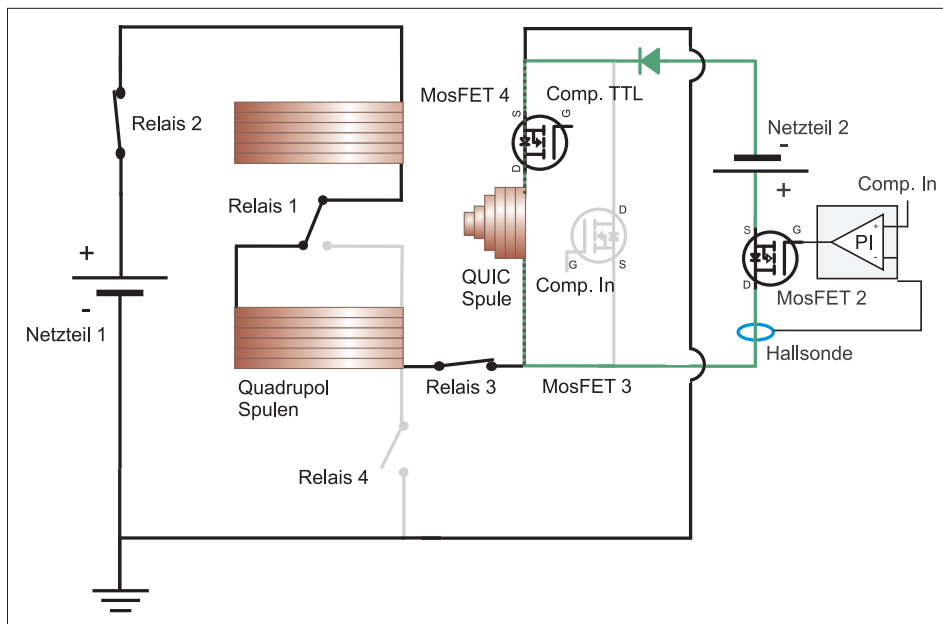 Relais 2
+
-
Netzteil 1
Relais 1
Quadrupol
Spulen
Relais 3
Relais 4
MosFET 4
Comp. TTL
S
G
D
QUIC
Spule
D
G
S
Comp. In
MosFET 3
Netzteil 2
-
+
Comp. In
S
G
D
+
-
PI
MosFET 2
Hallsonde